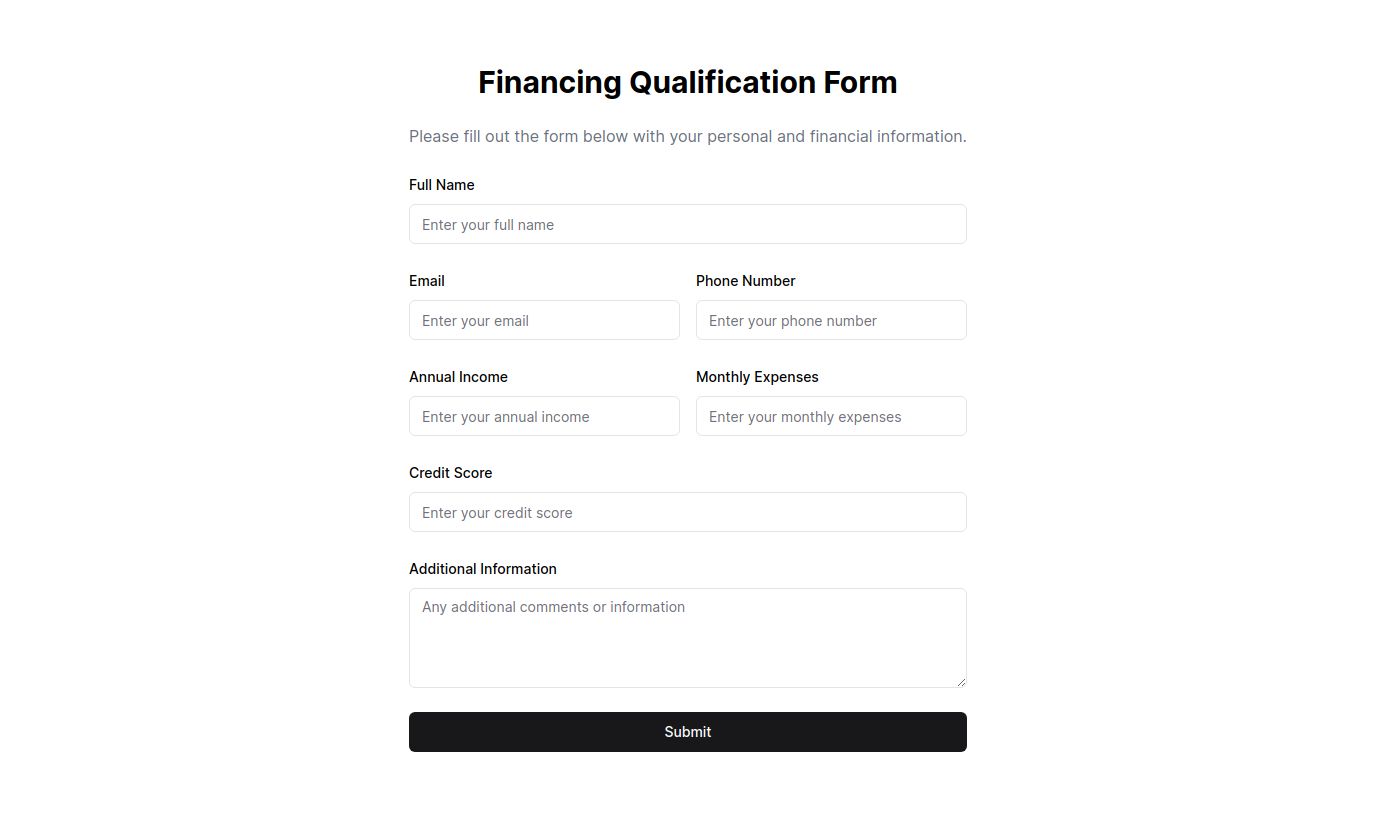 Financing Qualification Form
Please fill out the form below with your personal and financial information.
Full Name
Enter your full name
Email
Phone Number
Enter your email
Enter your phone number
Annual Income
Monthly Expenses
Enter your annual income
Enter your monthly expenses
Credit Score
Enter your credit score
Additional Information
Any additional comments or information
Submit